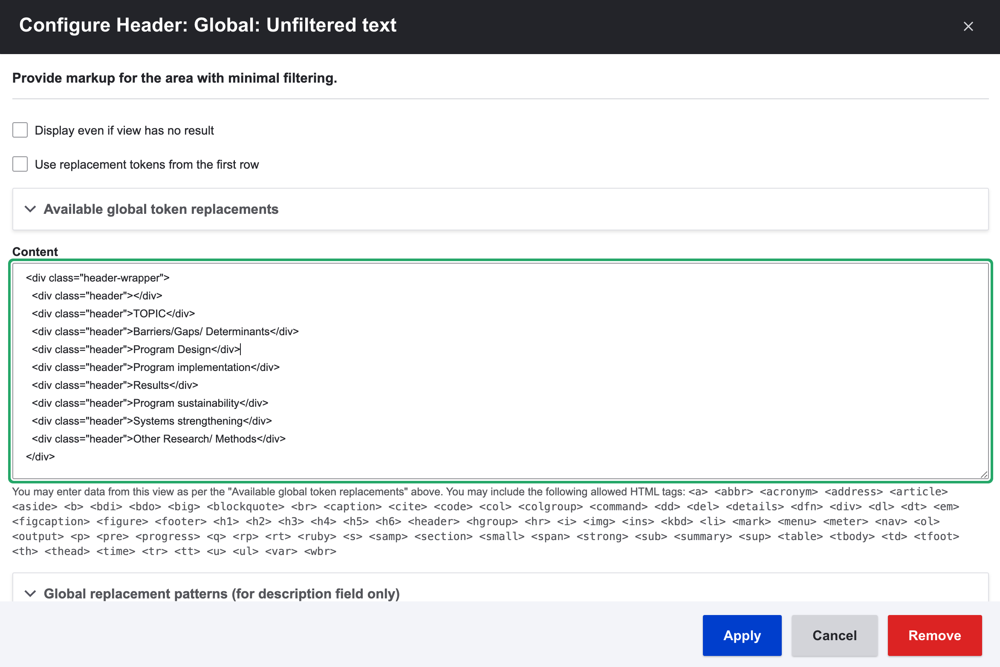 Configure Header: Global: Unfiltered text
Provide markup for the area with minimal filtering.
Display even if view has no result
Use replacement tokens from the first row
Available global token replacements
Content
<div class="header-wrapper">
<div class="header"></div>
<div class="header">TOPIC</div>
<div class="header">Barriers/Gaps/ Determinants</div>
<div class="header">Program Design</div>
<div class="header">Program implementation</div>
<div class="header">Results</div>
<div class="header">Program sustainability</div>
<div class="header">Systems strengthening</div>
<div class="header">Other Research/ Methods</div>
</div>
You may enter data from this view as per the "Available global token replacements" above. You may include the following allowed HTML tags: <a> <abbr> <acronym> <address> <article>
<aside> <b> <bdi> <bdo> <big> <blockquote> <br> <caption> <cite> <code> <col> <colgroup> <command> <dd> <del> <details> <dfn> <div> <dl> <dt> <em>
<figcaption> <figure> <footer> <h1> <h2> <h3> <h4> <h5> <h6> <header> <hgroup> <hr> <i> <img> <ins> <kbd> <li> <mark> <menu> <meter> <nav> <ol>
<output> <p> <pre> <progress> <q> <rp> <rt> <ruby> <s> <samp> <section> <small> <span> <strong> <sub> <summary> <sup> <table> <tbody> <td> <tfoot>
<th> <thead> <time> <tr> <tt> <u> <ul> <var> <wbr>
Global replacement patterns (for description field only)
Apply Cancel Remove